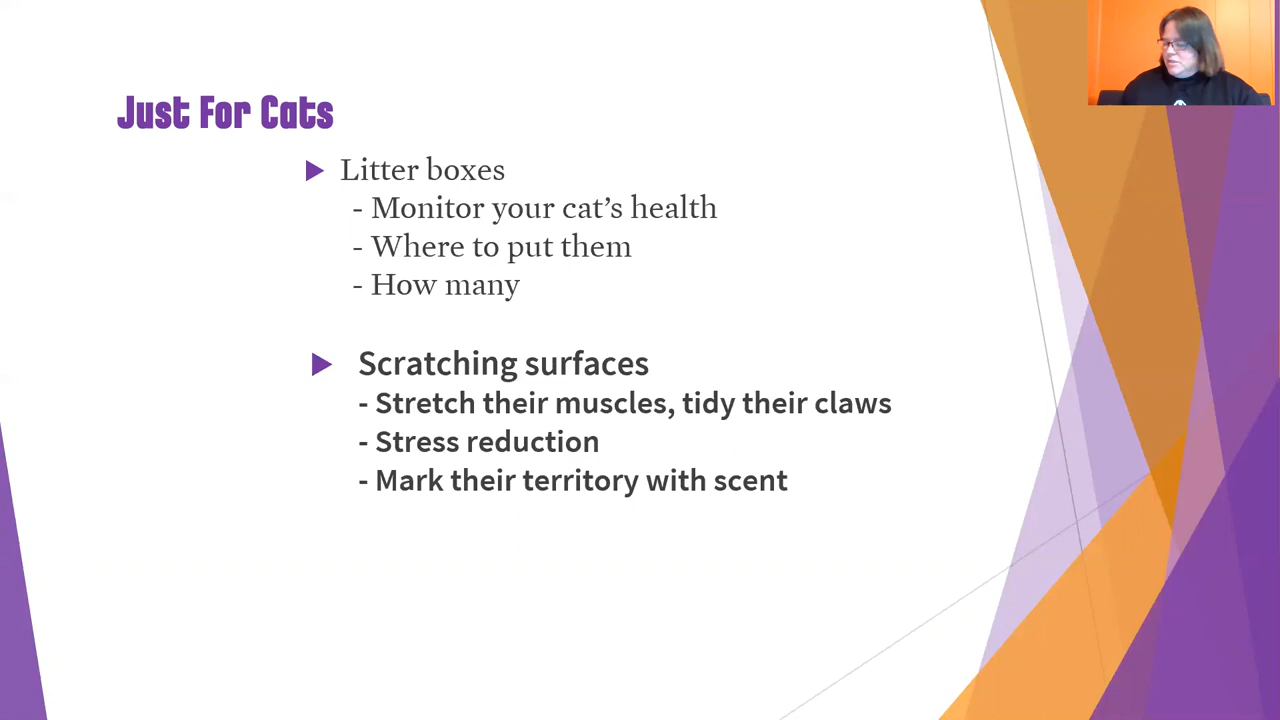 Just For Cats
Litter boxes
- Monitor your cat’s health
- Where to put them
- How many
Scratching surfaces
- Stretch their muscles, tidy their claws
- Stress reduction
- Mark their territory with scent